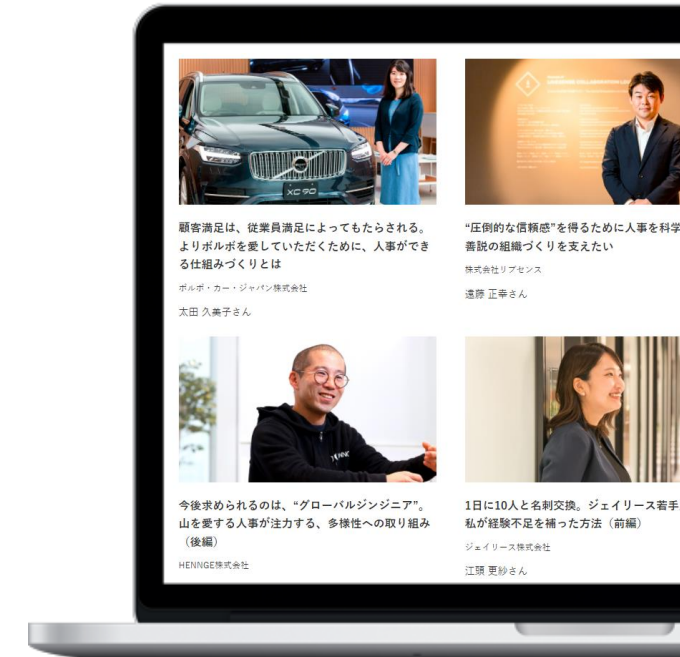 XC 90
顧客満足は、従業員満足によってもたらされる。
よりボルボを愛していただくために、人事ができ
る仕組みづくりとは
ボルボ・カー・ジャパン株式会社
太田 久美子さん
“圧倒的な信頼感”を得るために人事を科学
善説の組織づくりを支えたい
株式会社リブセンス
遠藤 正幸さん
今後求められるのは、“グローバルジンジニア”。
山を愛する人事が注力する、多様性への取り組み
（後編）
HENNGE株式会社
1日に10人と名刺交換。ジェイリース若手
私が経験不足を補った方法（前編）
ジェイリース株式会社
江頭 更紗さん